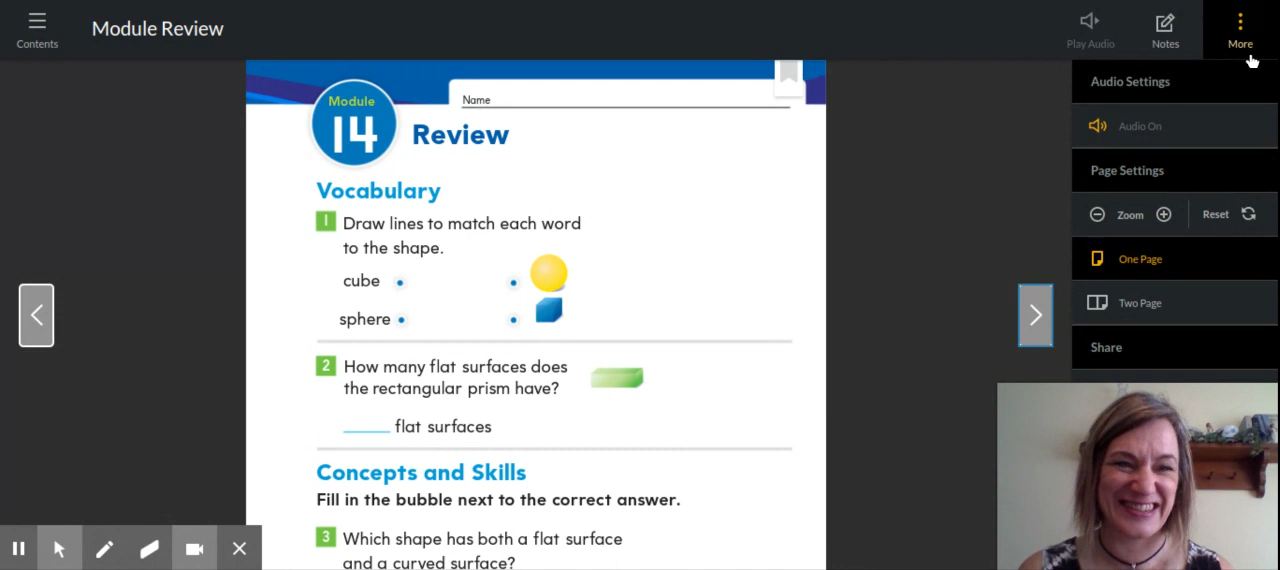 Contents
Module Review
Play Audio
Notes
More
Audio Settings
Audio On
Page Settings
Zoom
Reset
One Page
Two Page
Share
Module
14
Name
Review
Vocabulary
1 Draw lines to match each word
to the shape.
cube
sphere
2 How many flat surfaces does
the rectangular prism have?
_____ flat surfaces
Concepts and Skills
Fill in the bubble next to the correct answer.
3 Which shape has both a flat surface
and a curved surface?